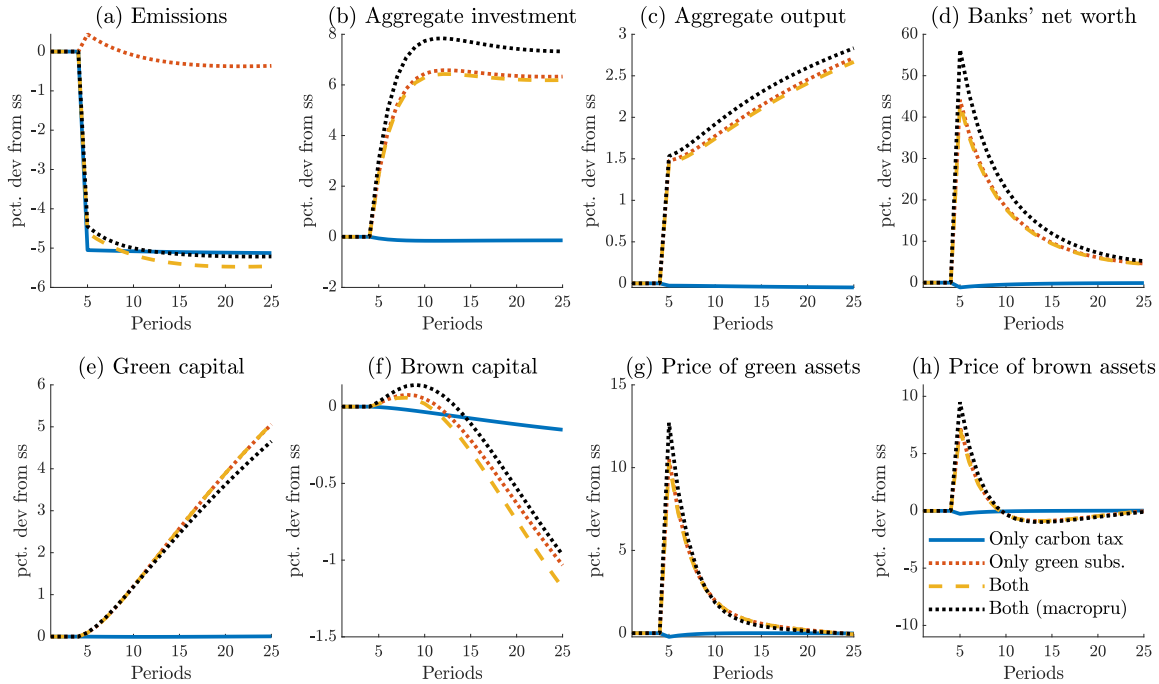 (a) Emissions
pct. dev from ss
0
-1
-2
-3
-4
-5
-6
5 10 15 20 25
Periods
(b) Aggregate investment
pct. dev from ss
8
6
4
2
0
-2
5 10 15 20 25
Periods
(c) Aggregate output
pct. dev from ss
3
2.5
2
1.5
1
0.5
0
5 10 15 20 25
Periods
(d) Banks' net worth
pct. dev from ss
60
50
40
30
20
10
0
5 10 15 20 25
Periods
(e) Green capital
pct. dev from ss
6
5
4
3
2
1
0
5 10 15 20 25
Periods
(f) Brown capital
pct. dev from ss
0
-0.5
-1
-1.5
5 10 15 20 25
Periods
(g) Price of green assets
pct. dev from ss
15
10
5
0
5 10 15 20 25
Periods
(h) Price of brown assets
pct. dev from ss
10
5
0
-5
-10
Only carbon tax
Only green subs.
Both
Both (macropru)
5 10 15 20 25
Periods